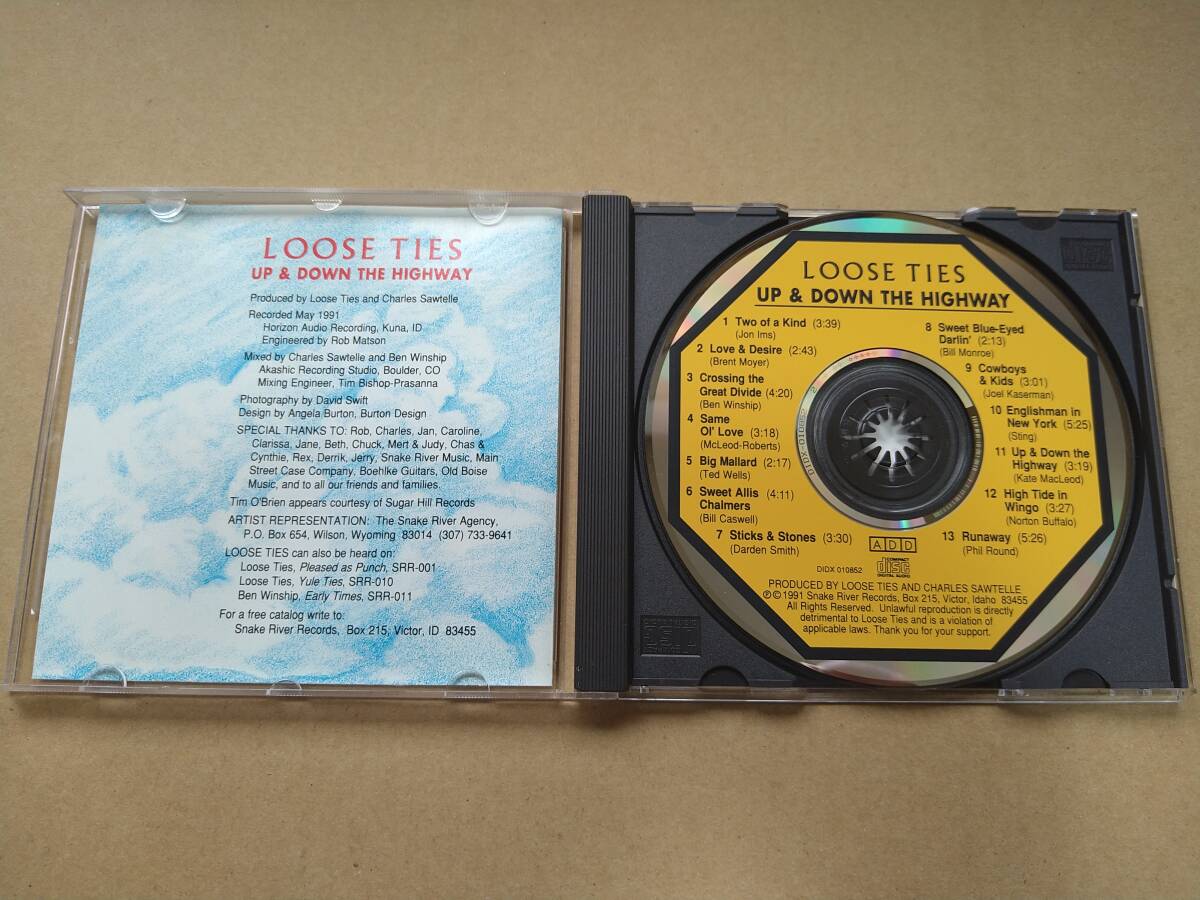 LOOSE TIES
UP & DOWN THE HIGHWAY
Produced by Loose Ties and Charles Sawtelle
Recorded May 1991
Horizon Audio Recording, Kuna, ID
Engineered by Rob Matson
Mixed by Charles Sawtelle and Ben Winship
Akashic Recording Studio, Boulder, CO
Mixing Engineer, Tim Bishop-Prasanna
Photography by David Swift
Design by Angela Burton, Burton Design
SPECIAL THANKS TO: Rob, Charles, Jan, Caroline,
Clarissa, Jane, Beth, Chuck, Mert & Judy, Chas &
Cynthie, Rex, Derrik, Jerry, Snake River Music, Main
Street Case Company, Boehlke Guitars, Old Boise
Music, and to all our friends and families.
Tim O'Brien appears courtesy of Sugar Hill Records
ARTIST REPRESENTATION: The Snake River Agency,
P.O. Box 654, Wilson, Wyoming 83014 (307) 733-9641
LOOSE TIES can also be heard on:
Loose Ties, Pleased as Punch, SRR-001
Loose Ties, Yule Ties, SRR-010
Ben Winship, Early Times, SRR-011
For a free catalog write to:
Snake River Records, Box 215, Victor, ID 83455
LOOSE TIES
UP & DOWN THE HIGHWAY
1 Two of a Kind (3:39)
(Jon Ims)
2 Love & Desire (2:43)
(Brent Moyer)
3 Crossing the
Great Divide (4:20)
(Ben Winship)
4 Same
Ol' Love (3:18)
(McLeod-Roberts)
5 Big Mallard (2:17)
(Ted Wells)
6 Sweet Allis (4:11)
Chalmers
(Bill Caswell)
7 Sticks & Stones (3:30)
(Darden Smith)
8 Sweet Blue-Eyed
Darlin' (2:13)
(Bill Monroe)
9 Cowboys
& Kids (3:01)
(Joel Kaserman)
10 Englishman in
New York (5:25)
(Sting)
11 Up & Down the
Highway (3:19)
(Kate MacLeod)
12 High Tide in
Wingo (3:27)
(Norton Buffalo)
13 Runaway (5:26)
(Phil Round)
ADD
DIDX 010852
COMPACT
disc
DIGITAL AUDIO
PRODUCED BY LOOSE TIES AND CHARLES SAWTELLE
℗©1991 Snake River Records, Box 215, Victor, Idaho 83455
All Rights Reserved. Unlawful reproduction is directly
detrimental to Loose Ties and is a violation of
applicable laws. Thank you for your support.